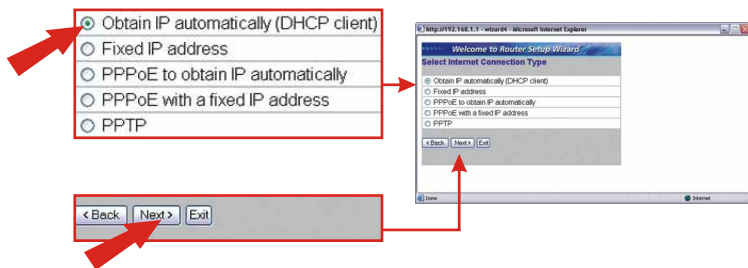 Obtain IP automatically (DHCP client)
Fixed IP address
PPPoE to obtain IP automatically
PPPoE with a fixed IP address
PPTP
< Back Next > Exit
http://192.168.1.1 - wizard4 - Microsoft Internet Explorer
Welcome to Router Setup Wizard
Select Internet Connection Type
Obtain IP automatically (DHCP client)
Fixed IP address
PPPoE to obtain IP automatically
PPPoE with a fixed IP address
PPTP
<Back Next> Exit
Done Internet